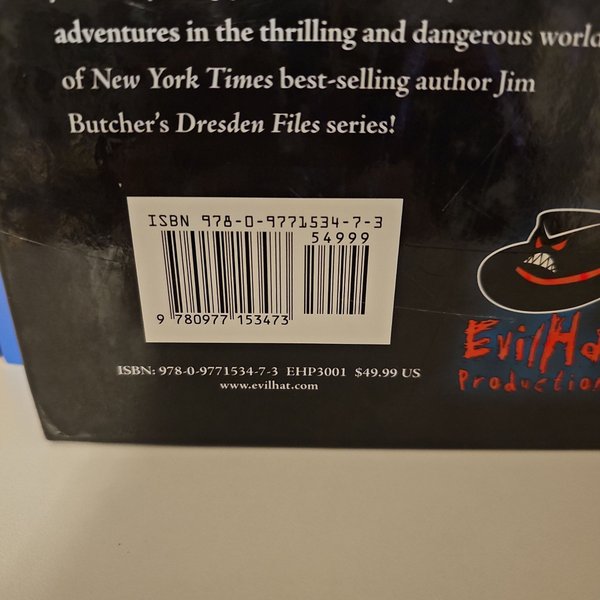 adventures in the thrilling and dangerous world
of New York Times best-selling author Jim
Butcher's Dresden Files series!
ISBN 978-0-9771534-7-3
54999
9 780977 153473
ISBN: 978-0-9771534-7-3 EHP3001 $49.99 US
www.evilhat.com
Evil Ha
Production